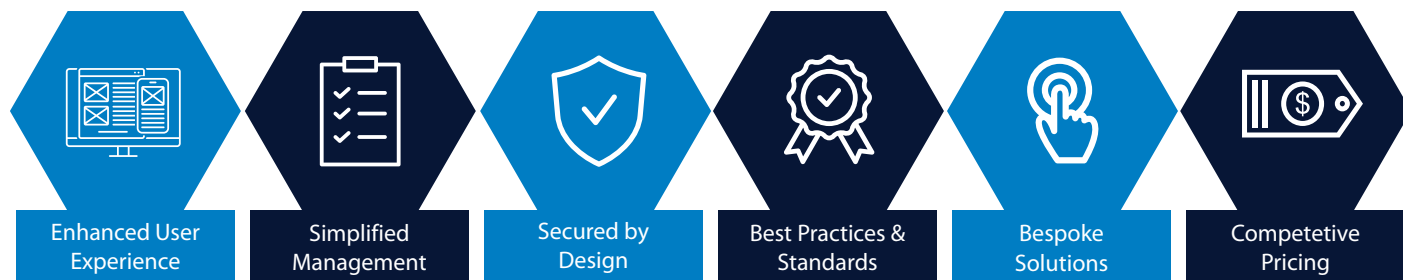 Enhanced User
Experience
Simplified
Management
Secured by
Design
Best Practices &
Standards
Bespoke
Solutions
Competetive
Pricing
$